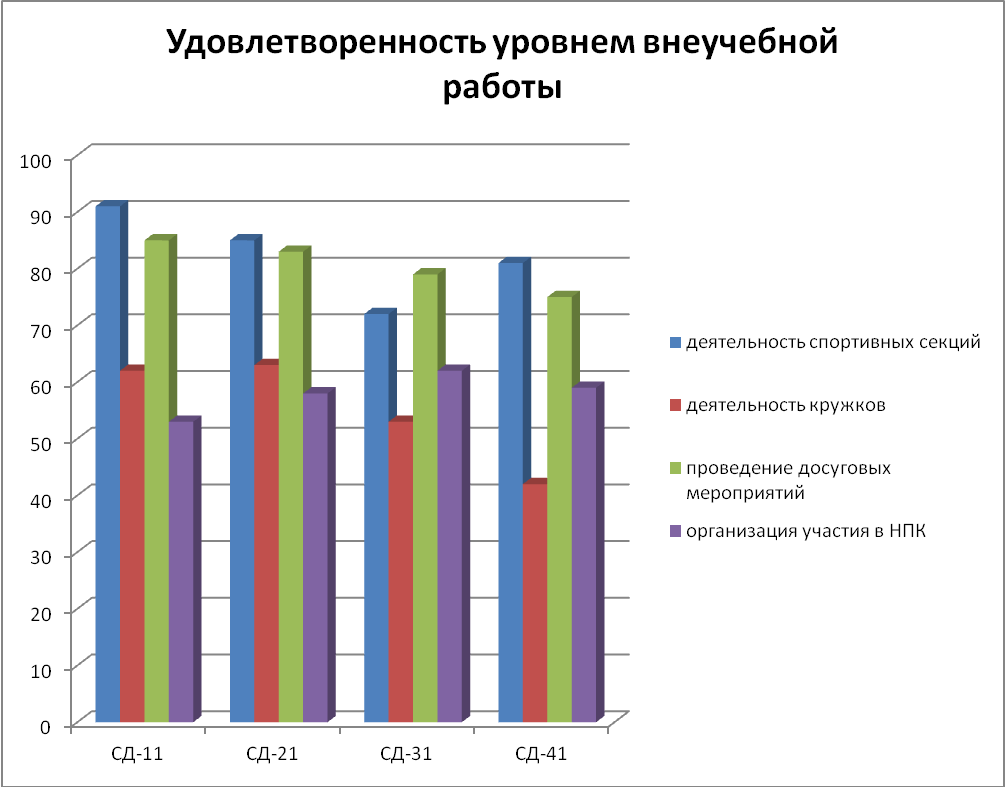 Удовлетворенность уровнем внеучебной
работы
100
90
80
70
60
50
40
30
20
10
0
СД-11
СД-21
СД-31
СД-41
деятельность спортивных секций
деятельность кружков
проведение досуговых
мероприятий
организация участия в НПК